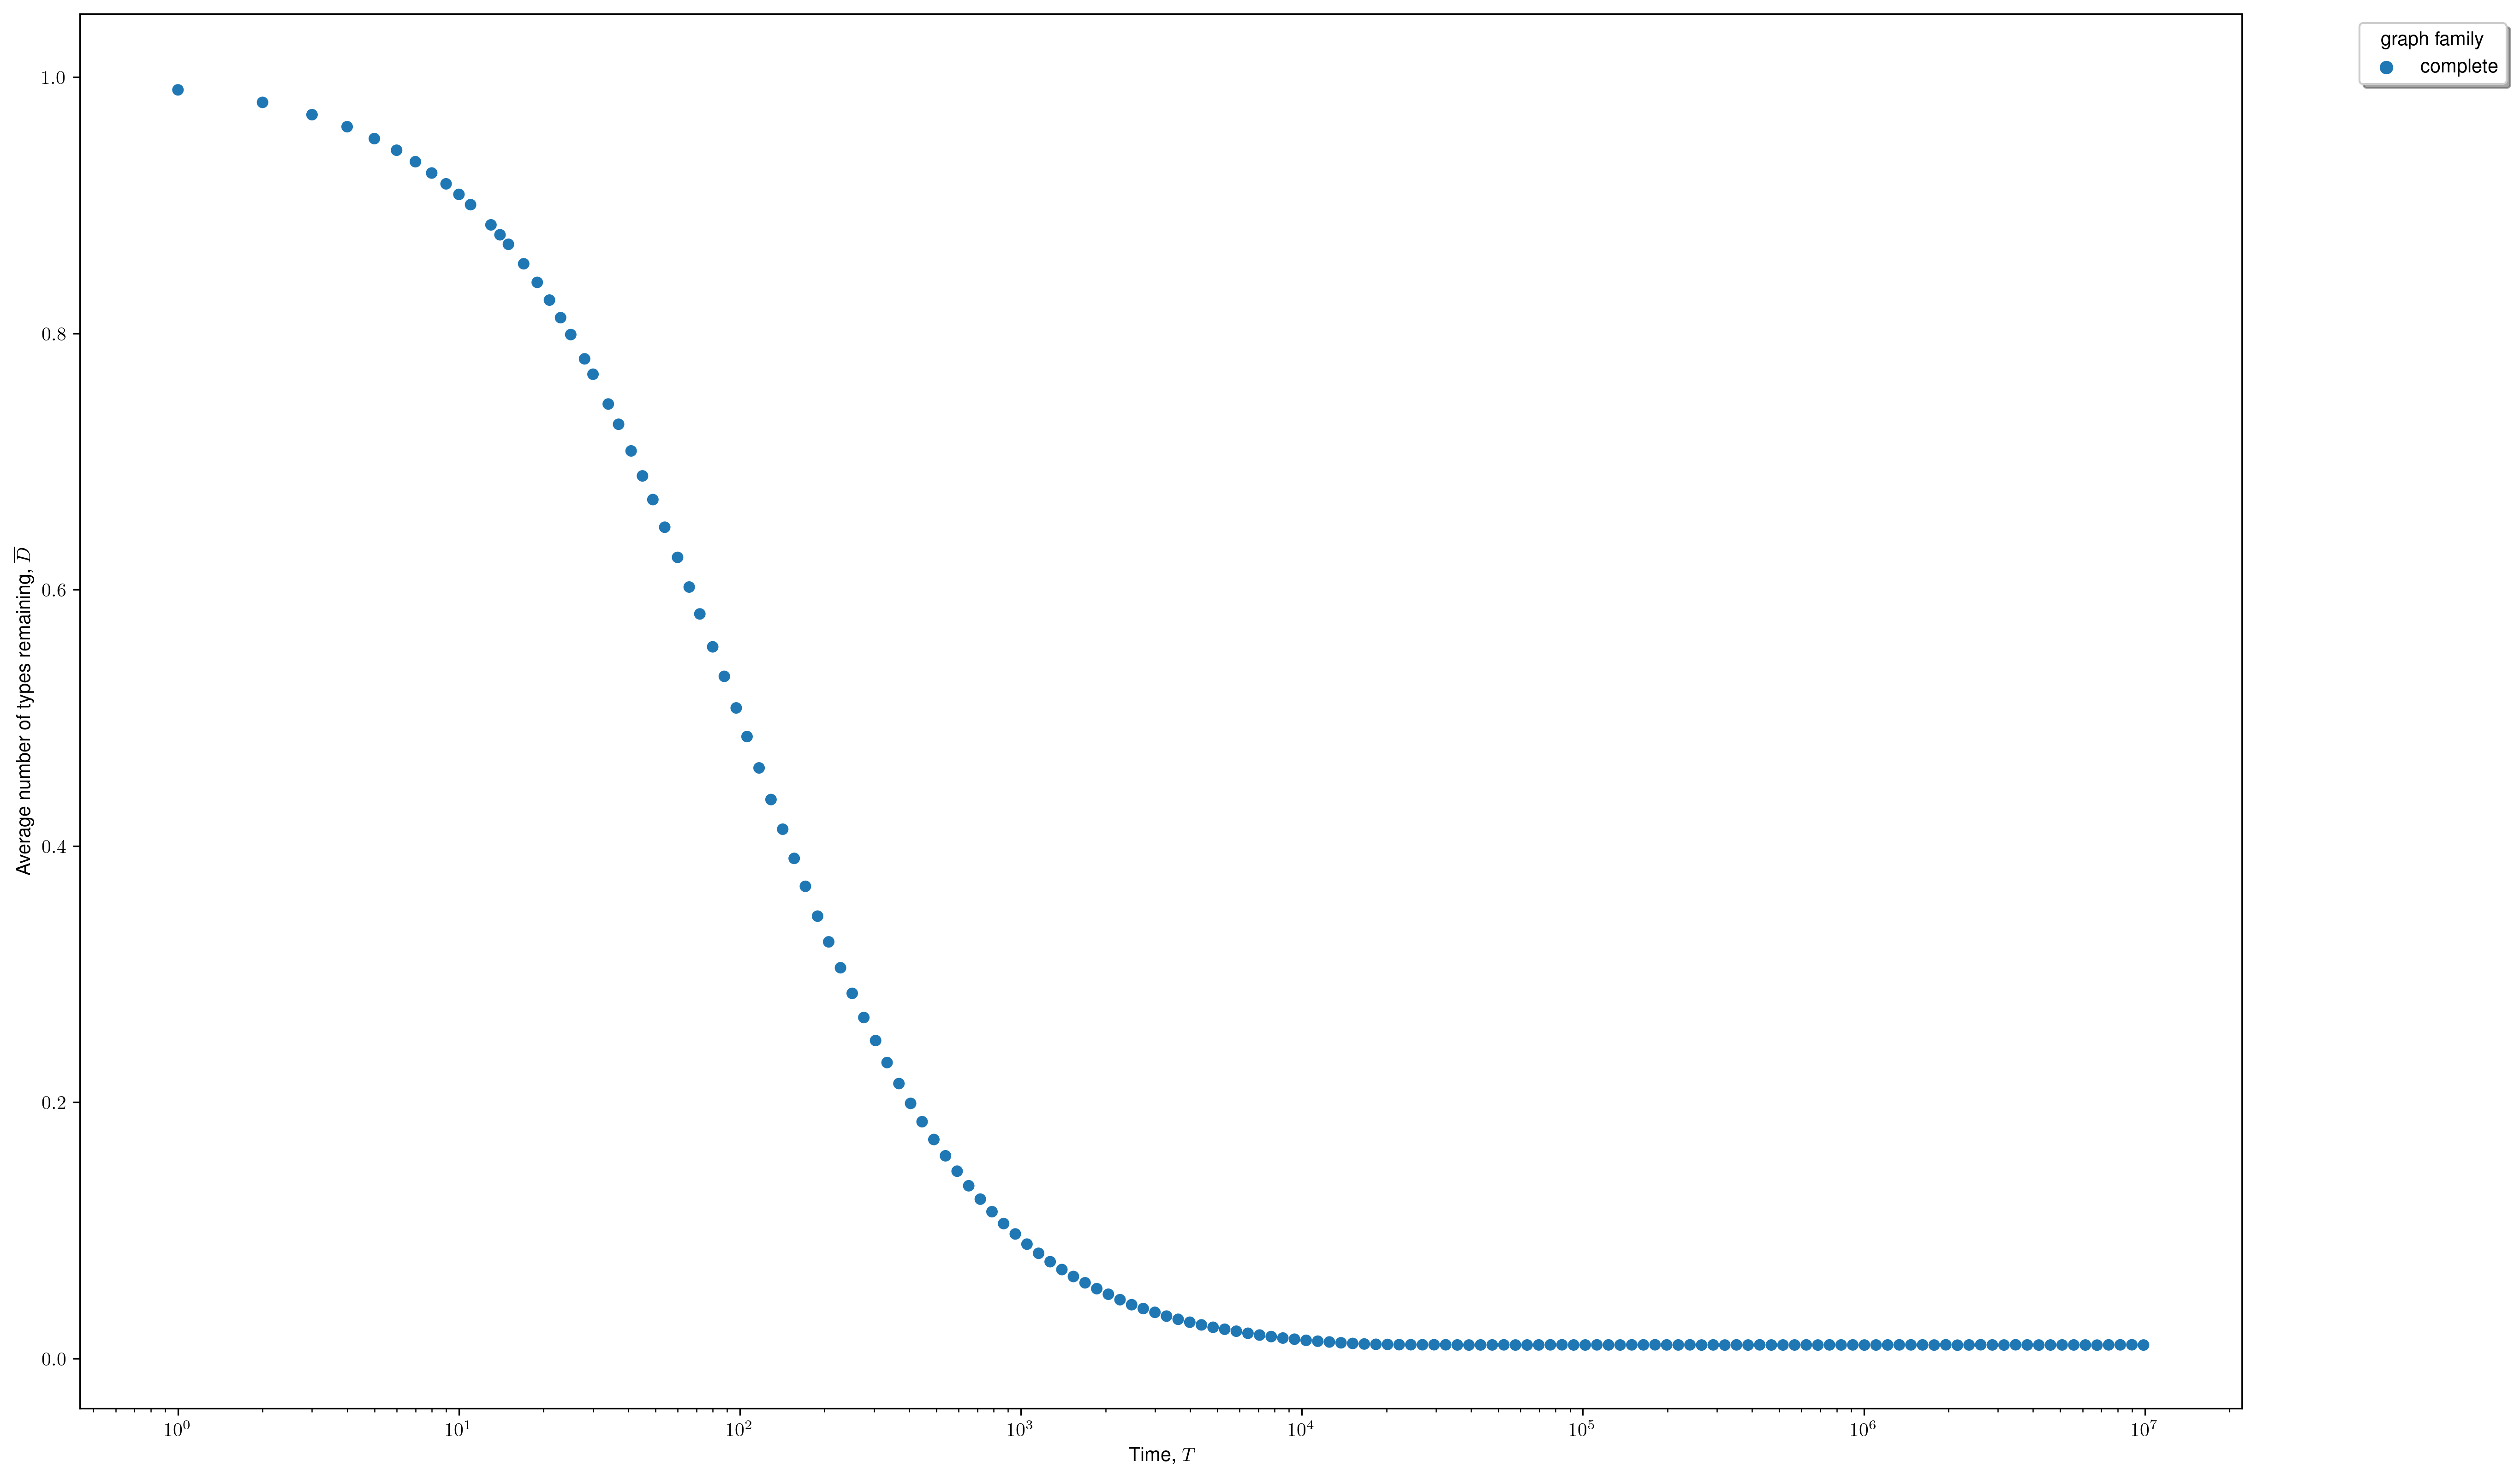 graph family
complete
1.0
0.8
0.6
0.4
0.2
0.0
Average number of types remaining, $\overline{D}$
10⁰ 10¹ 10² 10³ 10⁴ 10⁵ 10⁶ 10⁷
Time, T